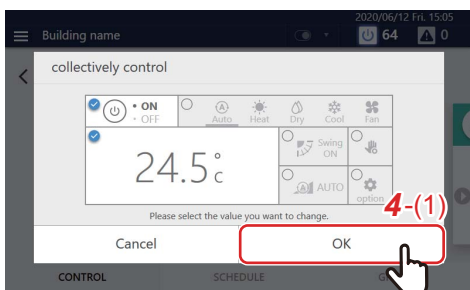 2020/06/12 Fri. 15:05
Building name 64 0
collectively control
ON
OFF
Auto Heat Dry Cool Fan
Swing
ON
24.5°c
AUTO
option
Please select the value you want to change.
4-(1)
Cancel OK
CONTROL SCHEDULE